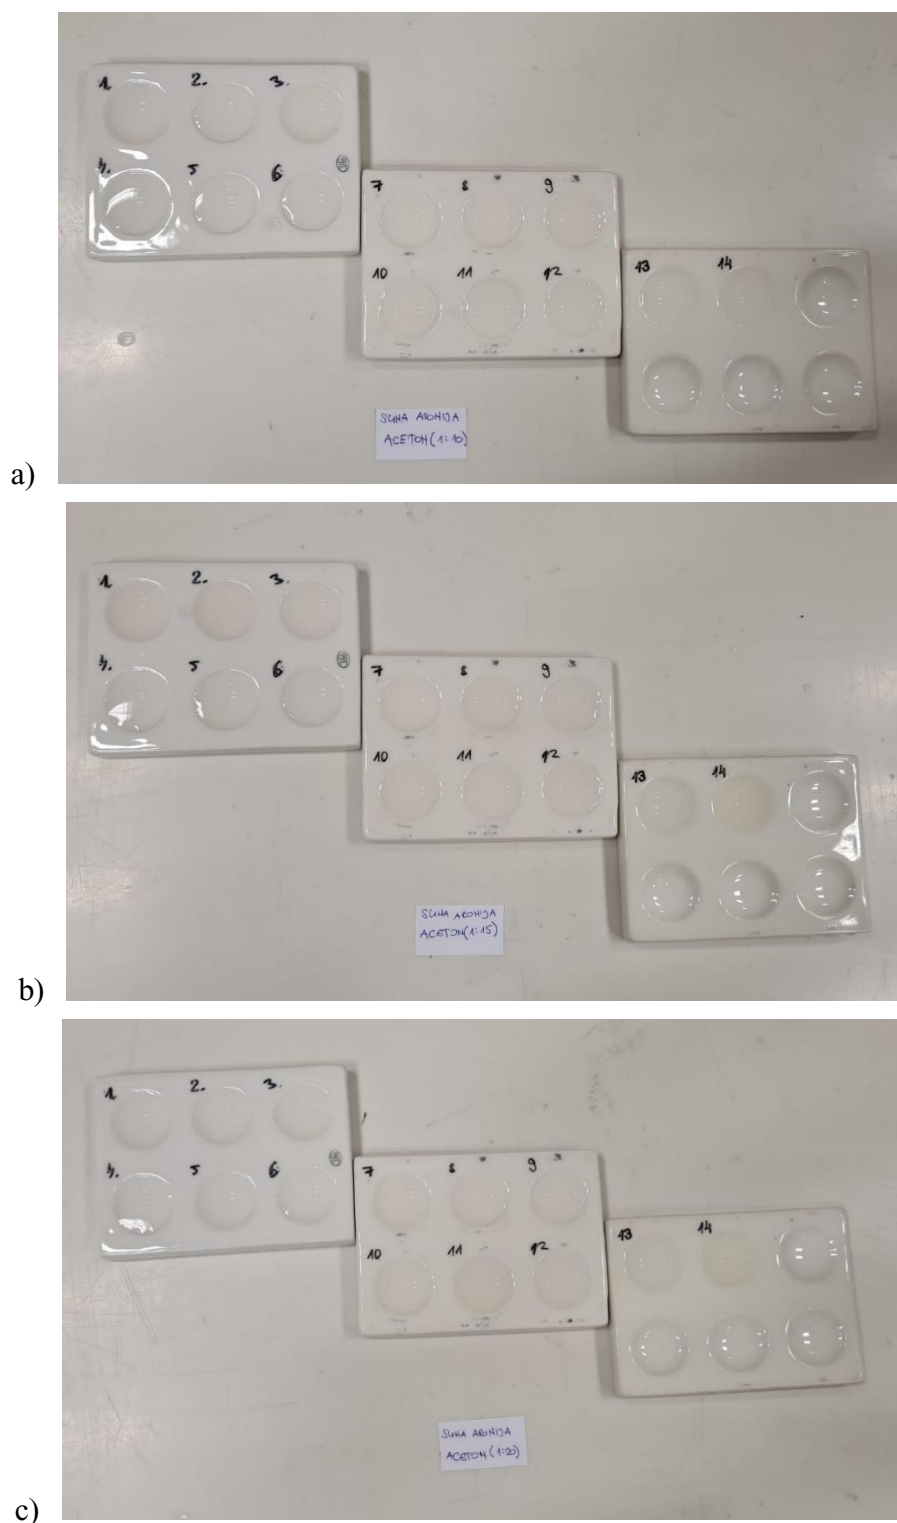 1. 2. 3.
4. 5 6
7 8 9
10 11 12
13 14
SUHA ARONIJA
ACETON (1:10)
a)
1. 2. 3.
4. 5 6
7 8 9
10 11 12
13 14
SUHA ARONIJA
ACETON (1:15)
b)
1. 2. 3.
4. 5 6
7 8 9
10 11 12
13 14
SUHA ARONIJA
ACETON (1:20)
c)